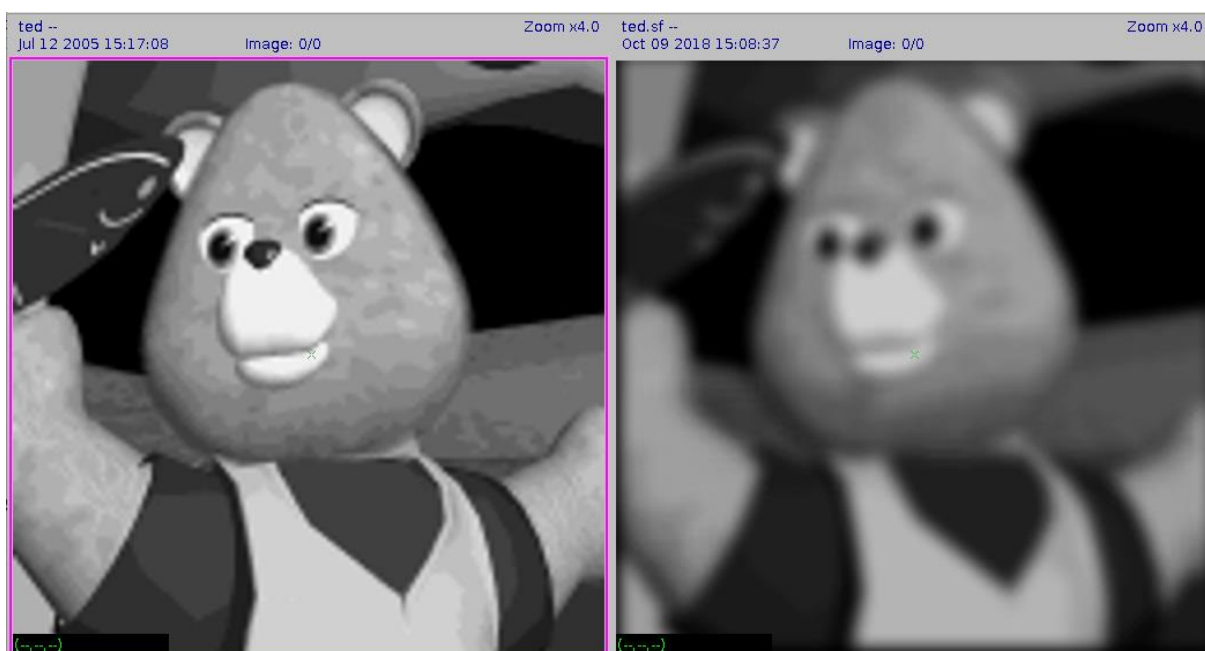 ted -- Zoom x4.0
Jul 12 2005 15:17:08 Image: 0/0
(--,--,--)
ted.sf -- Zoom x4.0
Oct 09 2018 15:08:37 Image: 0/0
(--,--,--)